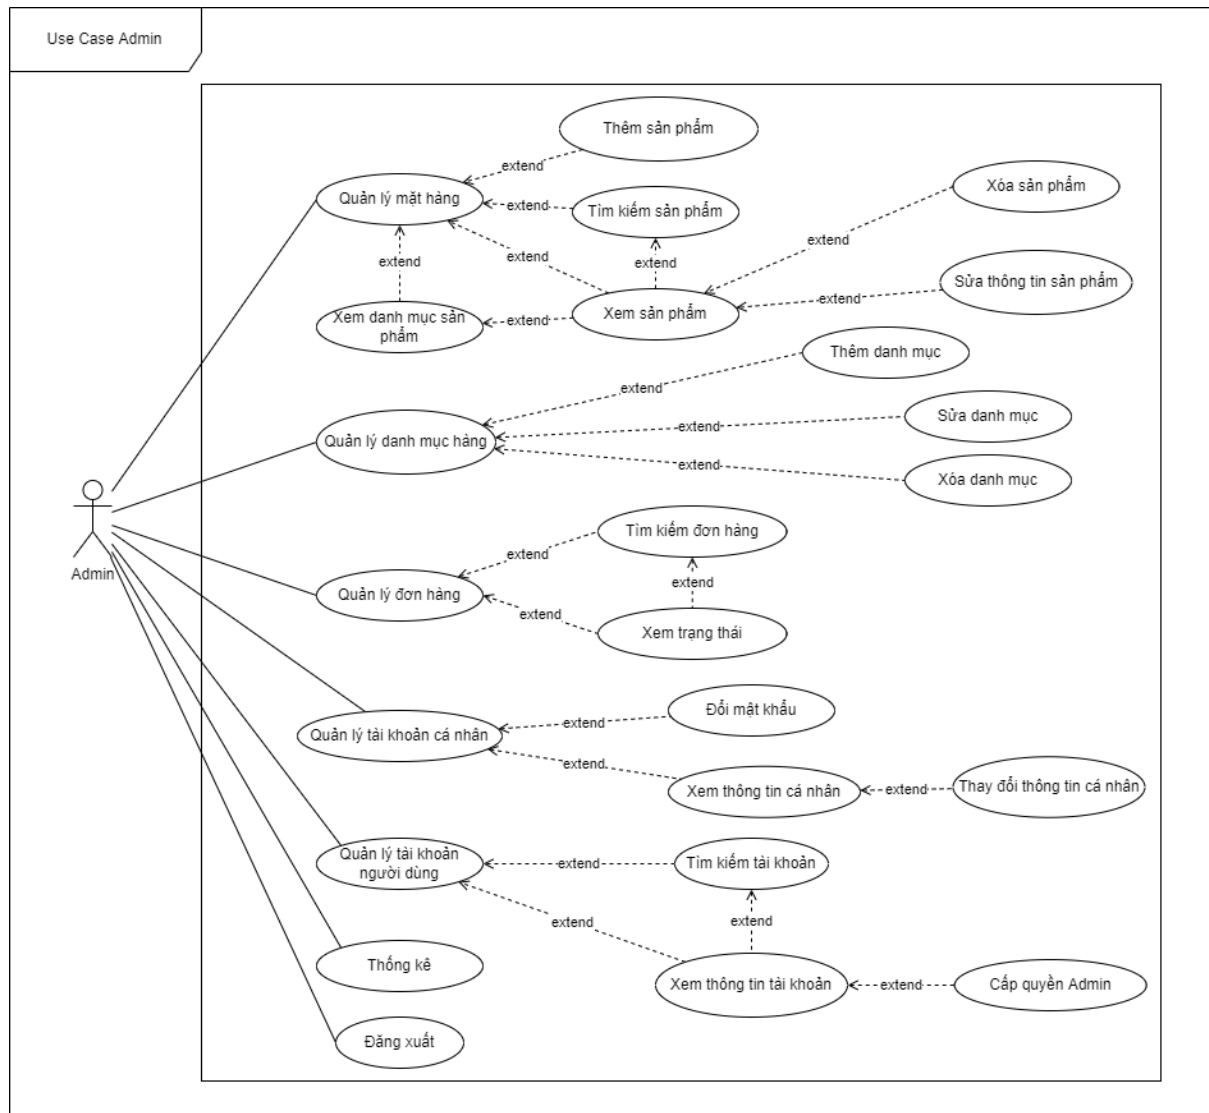 Use Case Admin
Thêm sản phẩm
extend
Quản lý mặt hàng
extend
Tìm kiếm sản phẩm
Xóa sản phẩm
extend
extend
extend
extend
extend
Xem danh mục sản
phẩm
extend
Xem sản phẩm
extend
Sửa thông tin sản phẩm
Thêm danh mục
extend
Quản lý danh mục hàng
extend
Sửa danh mục
extend
Xóa danh mục
Admin
Tìm kiếm đơn hàng
extend
Quản lý đơn hàng
extend
extend
Xem trạng thái
Đổi mật khẩu
extend
Quản lý tài khoản cá nhân
extend
Xem thông tin cá nhân
extend
Thay đổi thông tin cá nhân
Quản lý tài khoản
người dùng
extend
Tìm kiếm tài khoản
extend
extend
Thống kê
Xem thông tin tài khoản
extend
Cấp quyền Admin
Đăng xuất